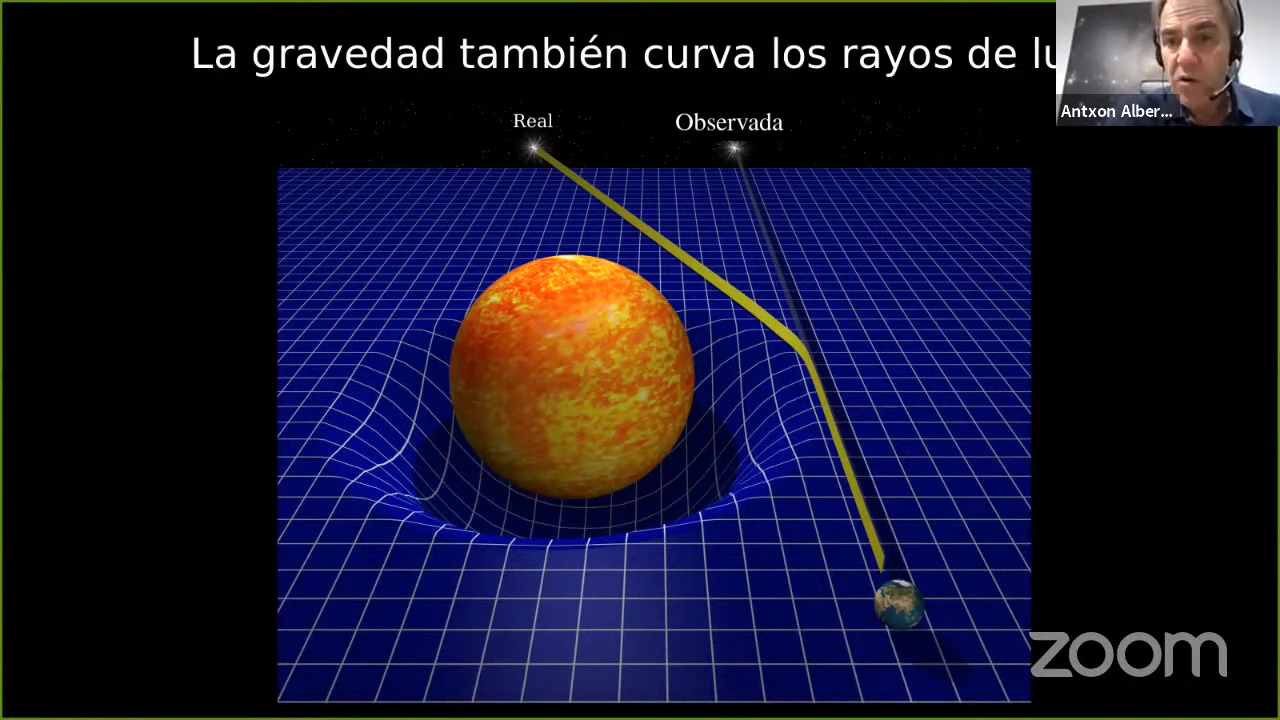 La gravedad también curva los rayos de lu
Antxon Alber...
Real
Observada
zoom